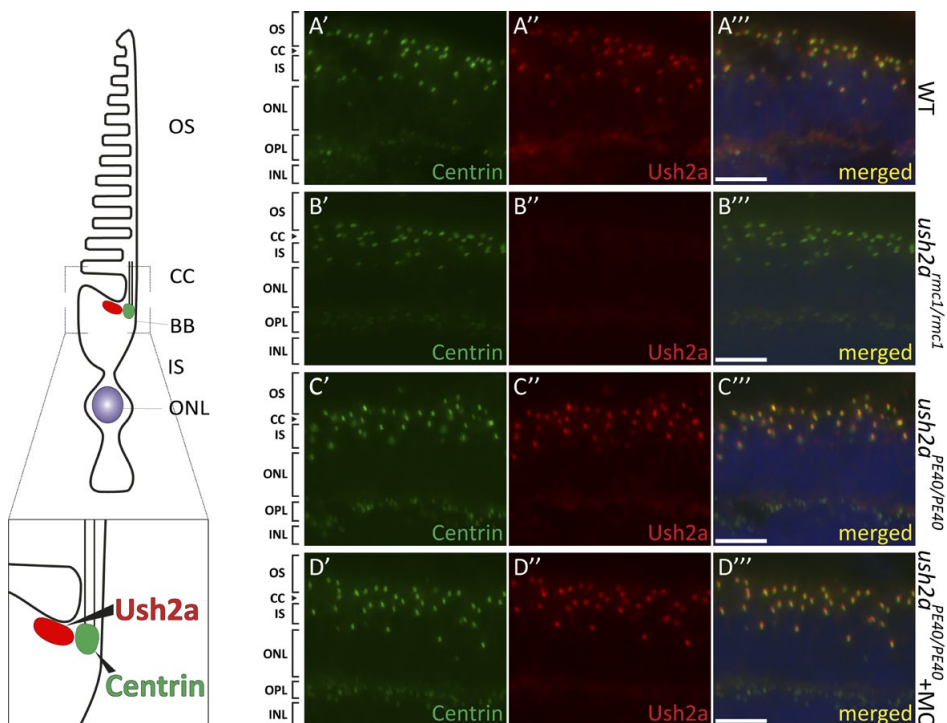 OS
CC
BB
IS
ONL
Ush2a
Centrin
OS
CC
IS
ONL
OPL
INL
A’
Centrin
A’’
Ush2a
A’’’
merged
WT
OS
CC
IS
ONL
OPL
INL
B’
Centrin
B’’
Ush2a
B’’’
merged
ush2a rmc1/rmc1
OS
CC
IS
ONL
OPL
INL
C’
Centrin
C’’
Ush2a
C’’’
merged
ush2a PE40/PE40
OS
CC
IS
ONL
OPL
INL
D’
Centrin
D’’
Ush2a
D’’’
merged
ush2a PE40/PE40